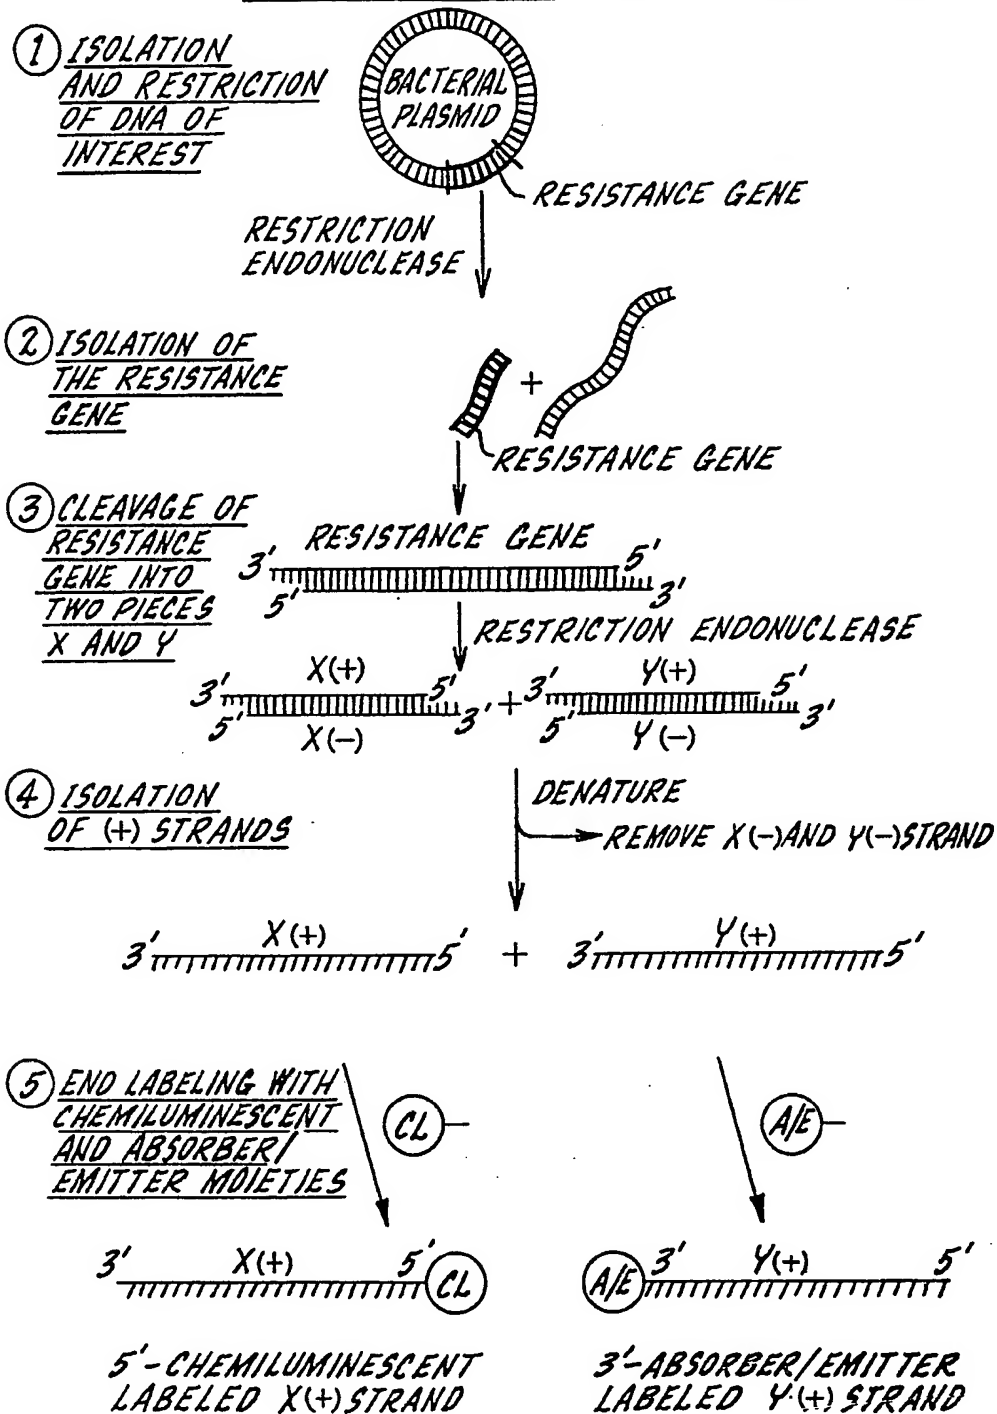 ① ISOLATION
AND RESTRICTION
OF DNA OF
INTEREST
BACTERIAL
PLASMID
RESISTANCE GENE
RESTRICTION
ENDONUCLEASE
② ISOLATION OF
THE RESISTANCE
GENE
+
RESISTANCE GENE
③ CLEAVAGE OF
RESISTANCE
GENE INTO
TWO PIECES
X AND Y
RESISTANCE GENE
3' 5'
5' 3'
RESTRICTION ENDONUCLEASE
X(+) Y(+)
3' 5' + 3' 5'
5' 3' 5' 3'
X(-) Y(-)
④ ISOLATION
OF (+) STRANDS
DENATURE
REMOVE X(-) AND Y(-) STRAND
X(+) Y(+)
3' 5' + 3' 5'
⑤ END LABELING WITH
CHEMILUMINESCENT
AND ABSORBER/
EMITTER MOIETIES
CL A/E
3' X(+) 5' CL
A/E 3' Y(+) 5'
5'-CHEMILUMINESCENT
LABELED X(+) STRAND
3'-ABSORBER/EMITTER
LABELED Y(+) STRAND